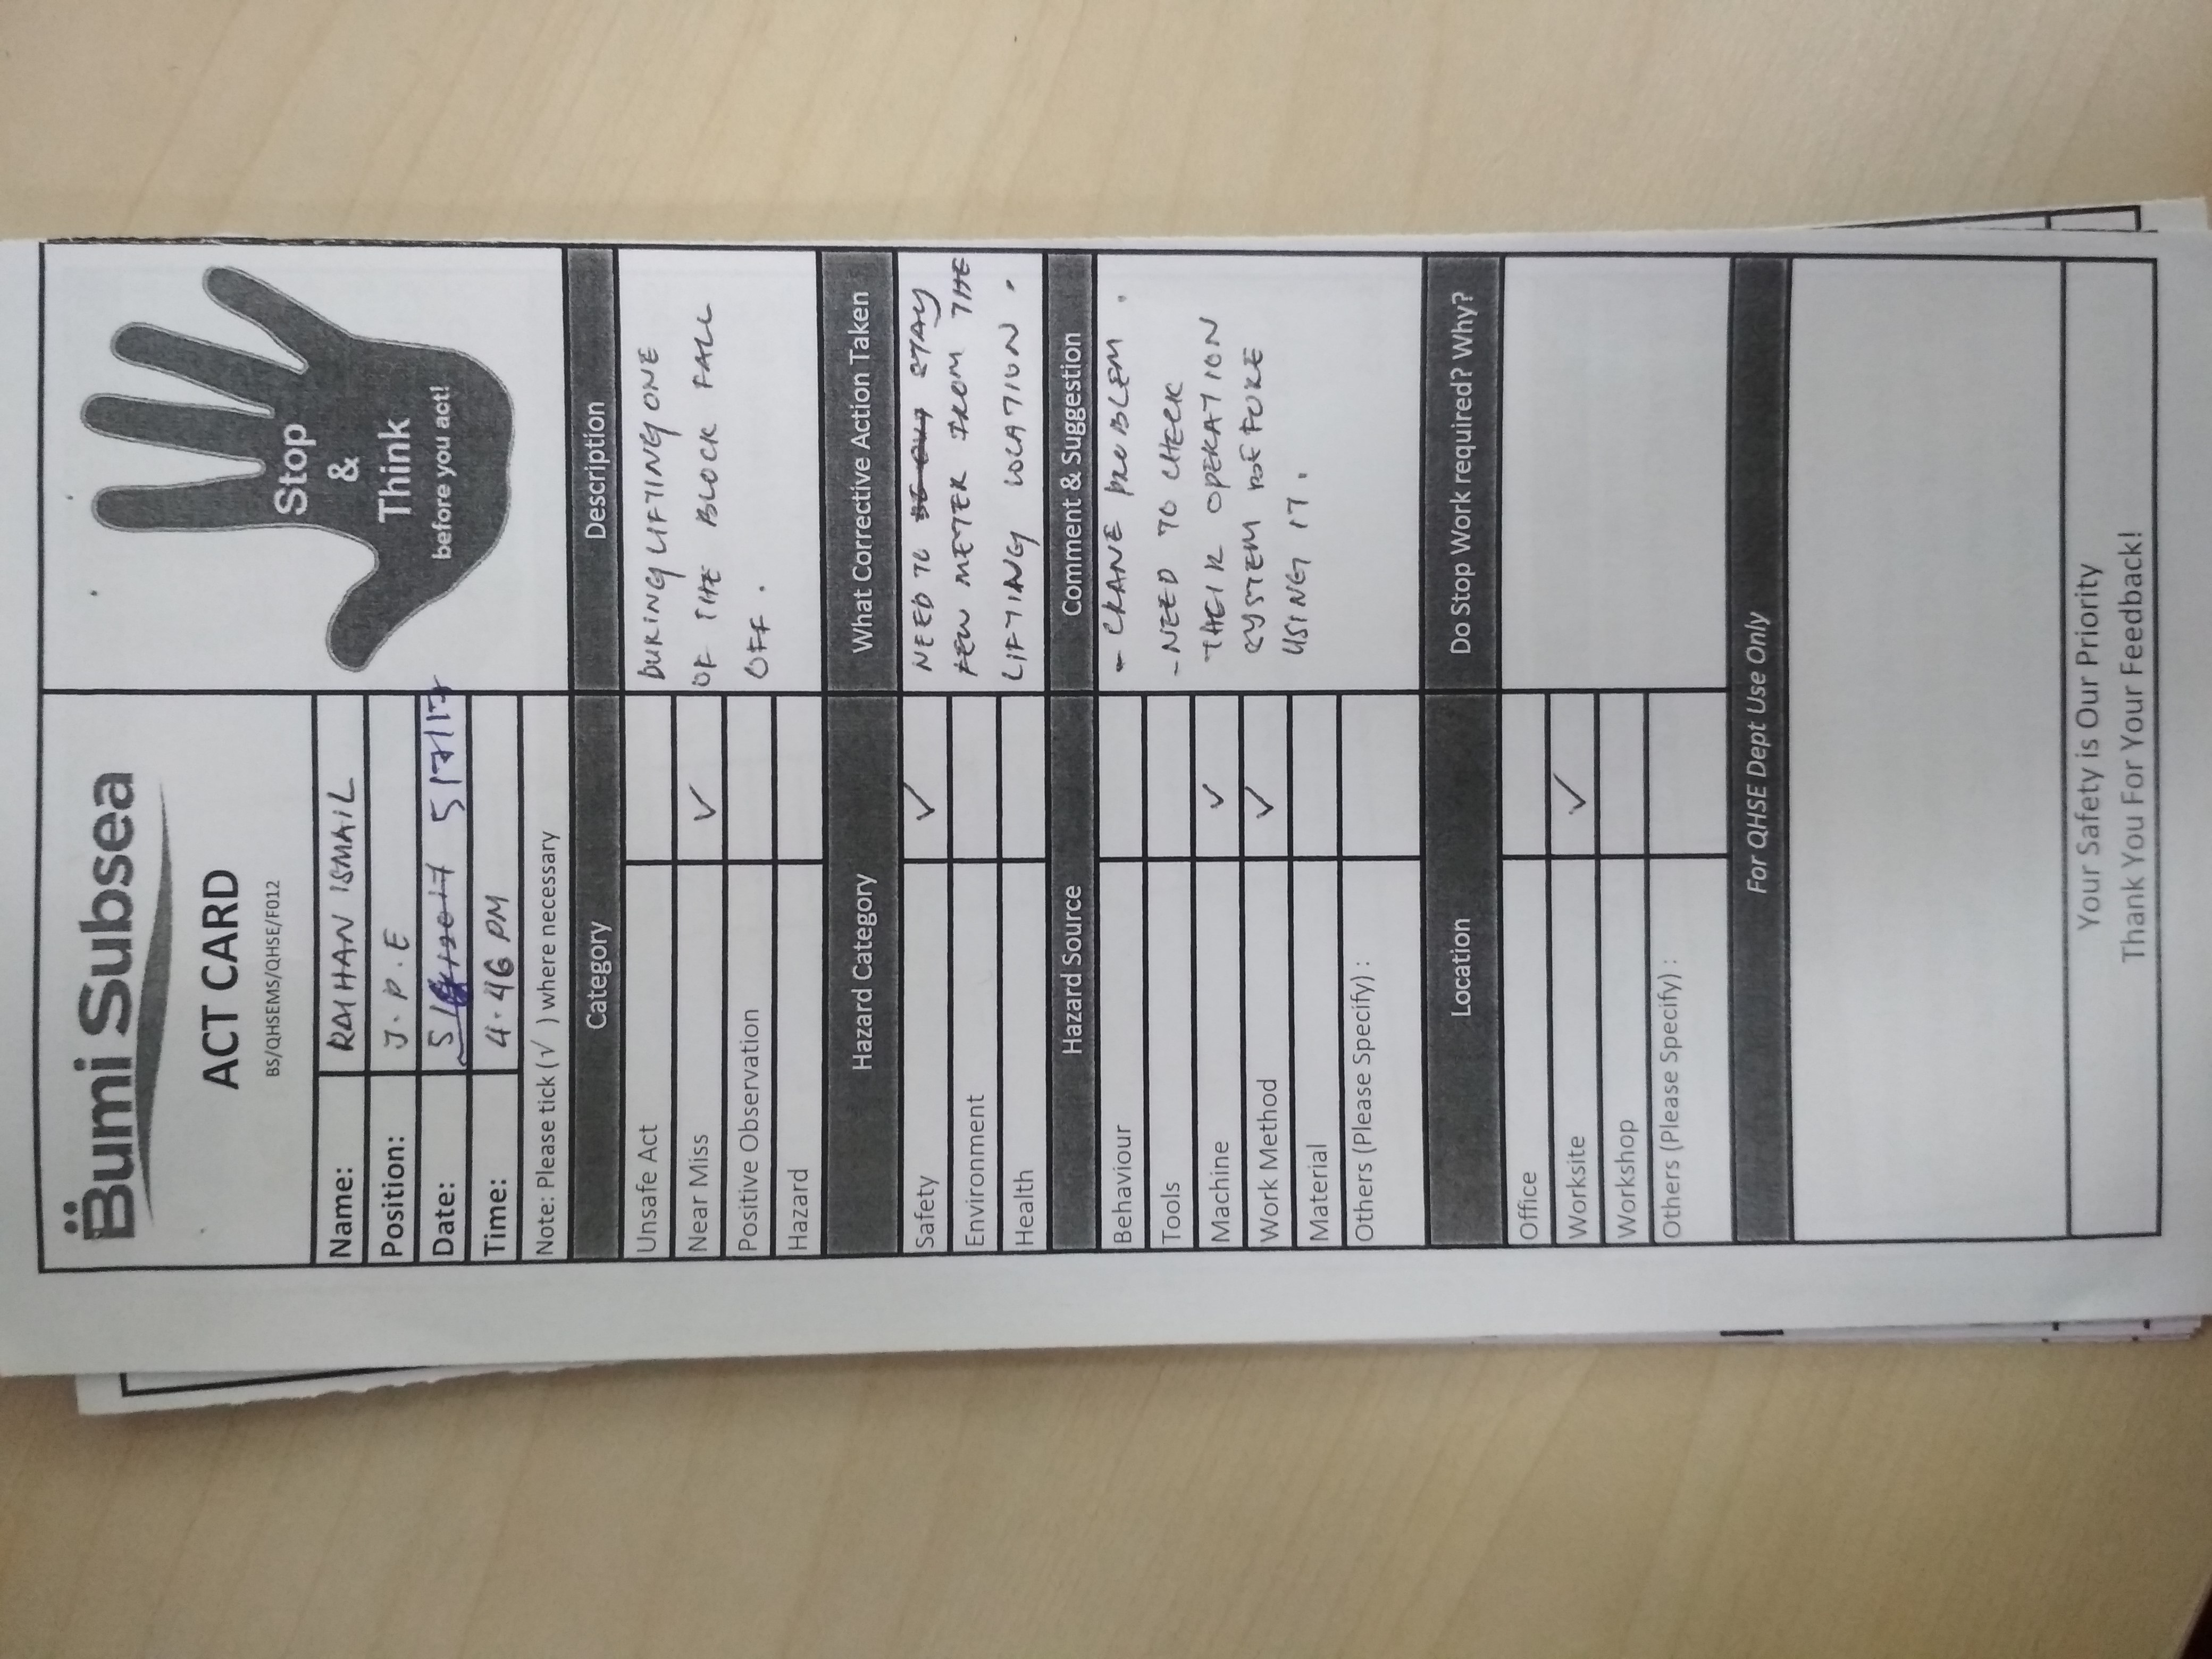 Bumi Subsea
ACT CARD
BS/QHSEMS/QHSE/F012
Stop
&
Think
before you act!
Name: RAIHAN ISMAIL
Position: J.P.E
Date: 5/7/17
Time: 4.46 PM
Note: Please tick (√ ) where necessary
Category
Unsafe Act
Near Miss ✓
Positive Observation
Hazard
Description
DURING LIFTING ONE
OF THE BLOCK FALL
OFF.
Hazard Category
Safety ✓
Environment
Health
What Corrective Action Taken
NEED TO STAY
FEW METER FROM THE
LIFTING LOCATION.
Hazard Source
Behaviour
Tools
Machine ✓
Work Method ✓
Material
Others (Please Specify) :
Comment & Suggestion
- CRANE PROBLEM.
- NEED TO CHECK
THEIR OPERATION
SYSTEM BEFORE
USING IT.
Location
Office
Worksite ✓
Workshop
Others (Please Specify) :
Do Stop Work required? Why?
For QHSE Dept Use Only
Your Safety is Our Priority
Thank You For Your Feedback!